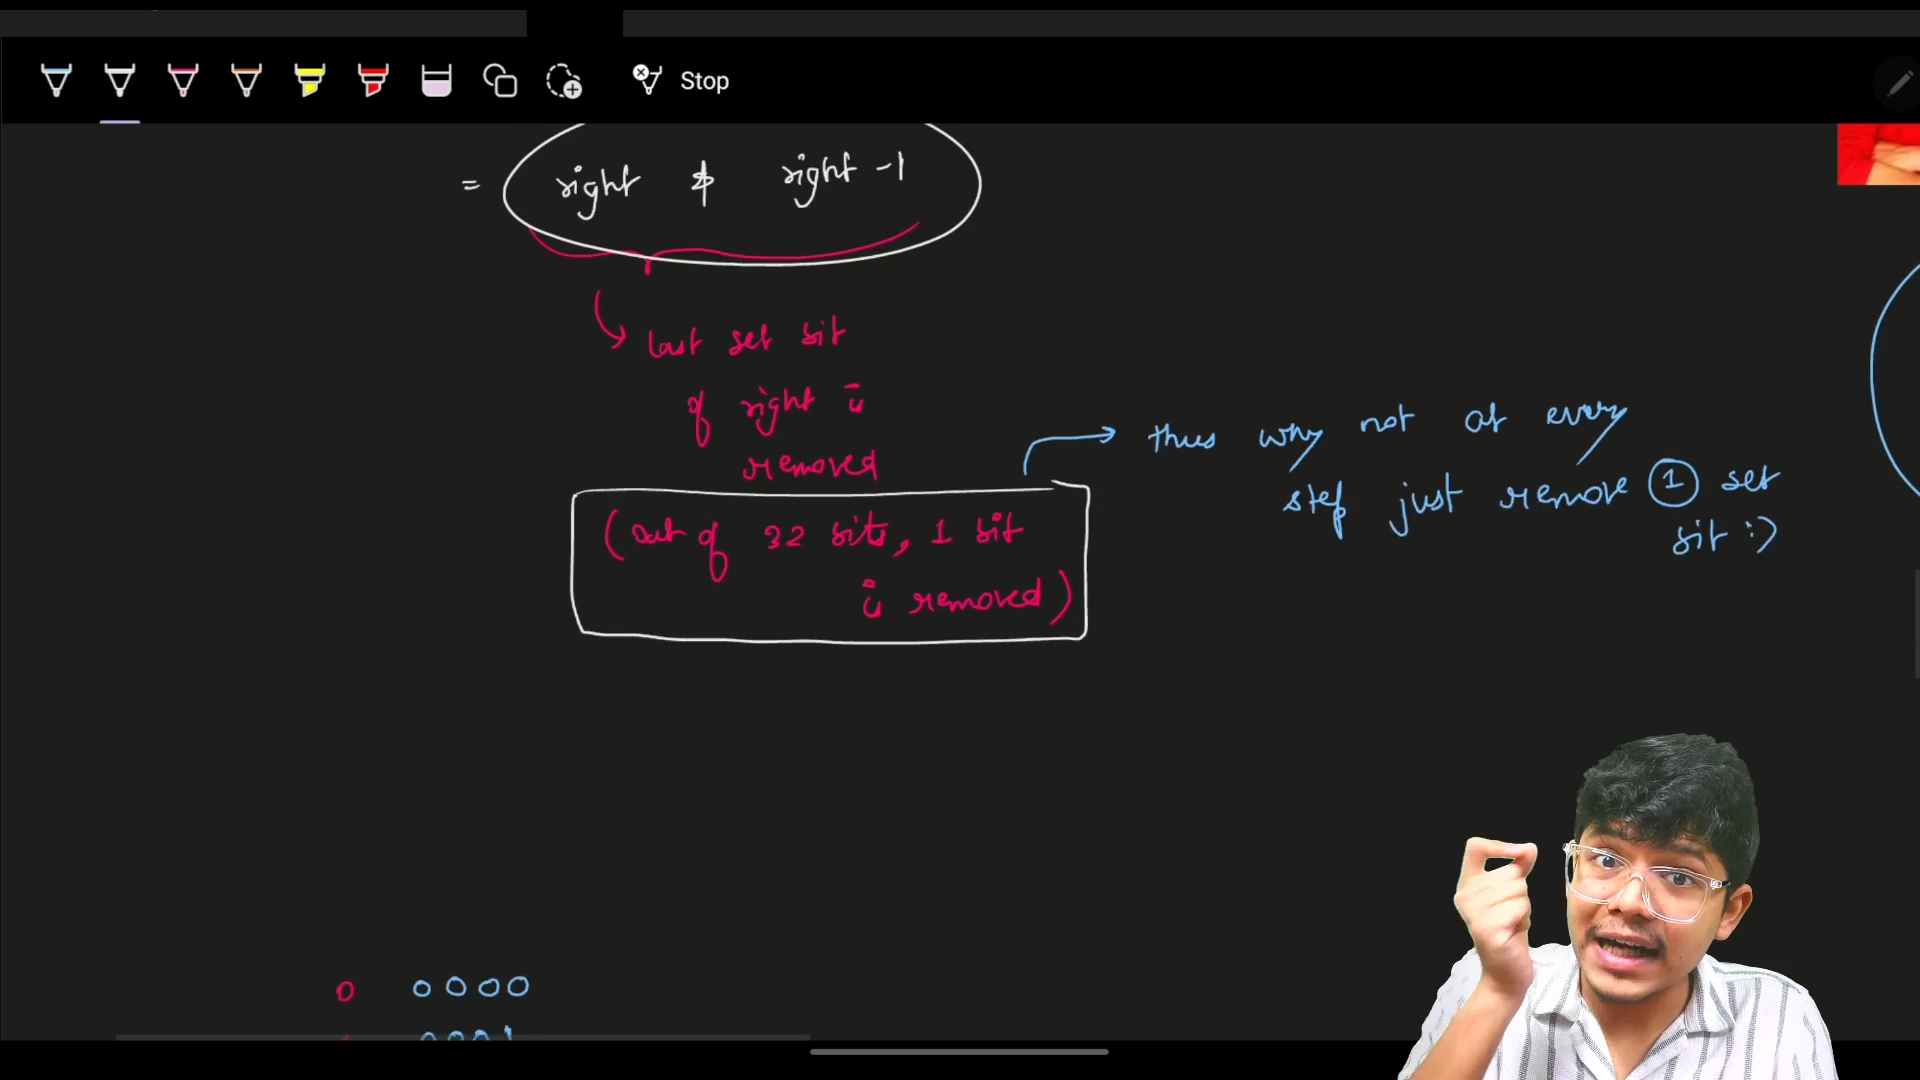 Stop
= right & right -1
last set bit
of right is
removed
(out of 32 bits, 1 bit
is removed)
thus why not at every
step just remove 1 set
bit :)
0 0000
0001